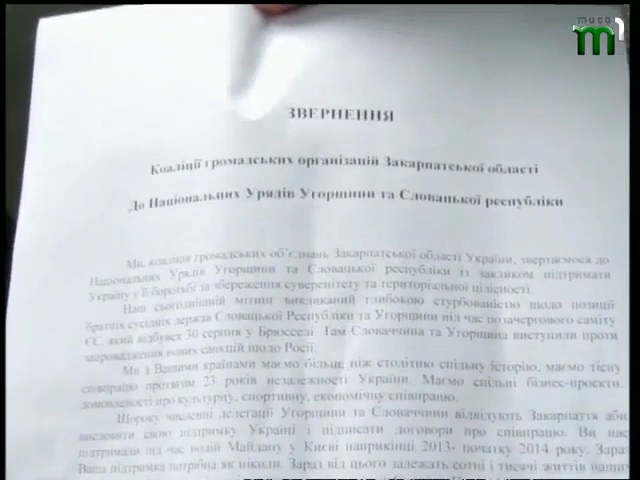 тиса
1
m
ЗВЕРНЕННЯ
Коаліції громадських організацій Закарпатської області
До Національних Урядів Угорщини та Словацької республіки
Ми, коаліція громадських об'єднань Закарпатської області України, звертаємося до
Національних Урядів Угорщини та Словацької республіки із закликом підтримати
Україну у її боротьбі за збереження суверенітету та територіальної цілісності.
Наш сьогоднішній мітинг викликаний глибокою стурбованістю щодо позиції
братніх сусідніх держав Словацької Республіки та Угорщини під час позачергового саміту
ЄС, який відбувся 30 серпня у Брюсселі. Там Словаччина та Угорщина виступили проти
запровадження нових санкцій щодо Росії.
Ми з Вашими країнами маємо більш, ніж столітню спільну історію, маємо тісну
співпрацю протягом 23 років незалежності України. Маємо спільні бізнес-проекти,
домовленості про культурну, спортивну, економічну співпрацю.
Щороку численні делегації Угорщини та Словаччини відвідують Закарпаття аби
висловити свою підтримку Україні і підписати договори про співпрацю. Ви нас
підтримали під час подій Майдану у Києві наприкінці 2013- початку 2014 року. Зараз
Ваша підтримка потрібна як ніколи. Зараз від цього залежать сотні і тисячі життів наших